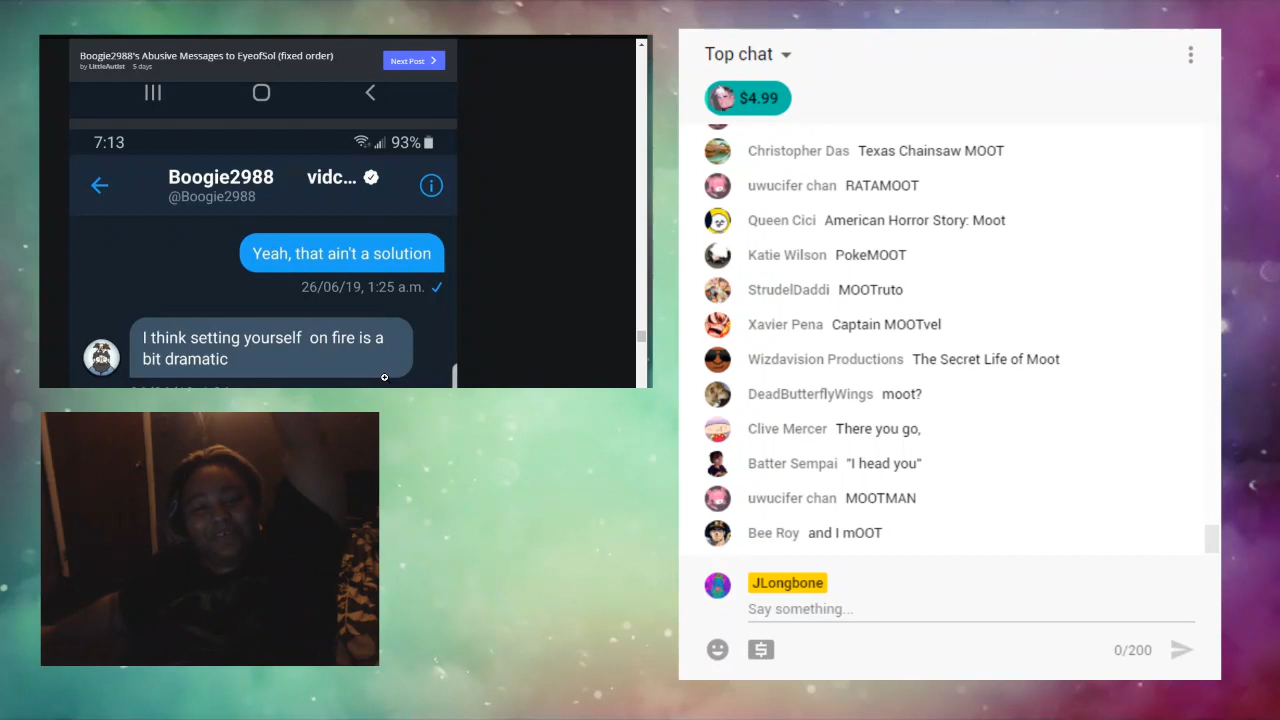 Boogie2988's Abusive Messages to EyeofSol (fixed order)
by LittleAutist 5 days
Next Post
7:13
93%
Boogie2988 vidc...
@Boogie2988
Yeah, that ain't a solution
26/06/19, 1:25 a.m.
I think setting yourself on fire is a
bit dramatic
Top chat
$4.99
Christopher Das Texas Chainsaw MOOT
uwucifer chan RATAMOOT
Queen Cici American Horror Story: Moot
Katie Wilson PokeMOOT
StrudelDaddi MOOTruto
Xavier Pena Captain MOOTvel
Wizdavision Productions The Secret Life of Moot
DeadButterflyWings moot?
Clive Mercer There you go,
Batter Sempai "I head you"
uwucifer chan MOOTMAN
Bee Roy and I mOOT
JLongbone
Say something...
0/200